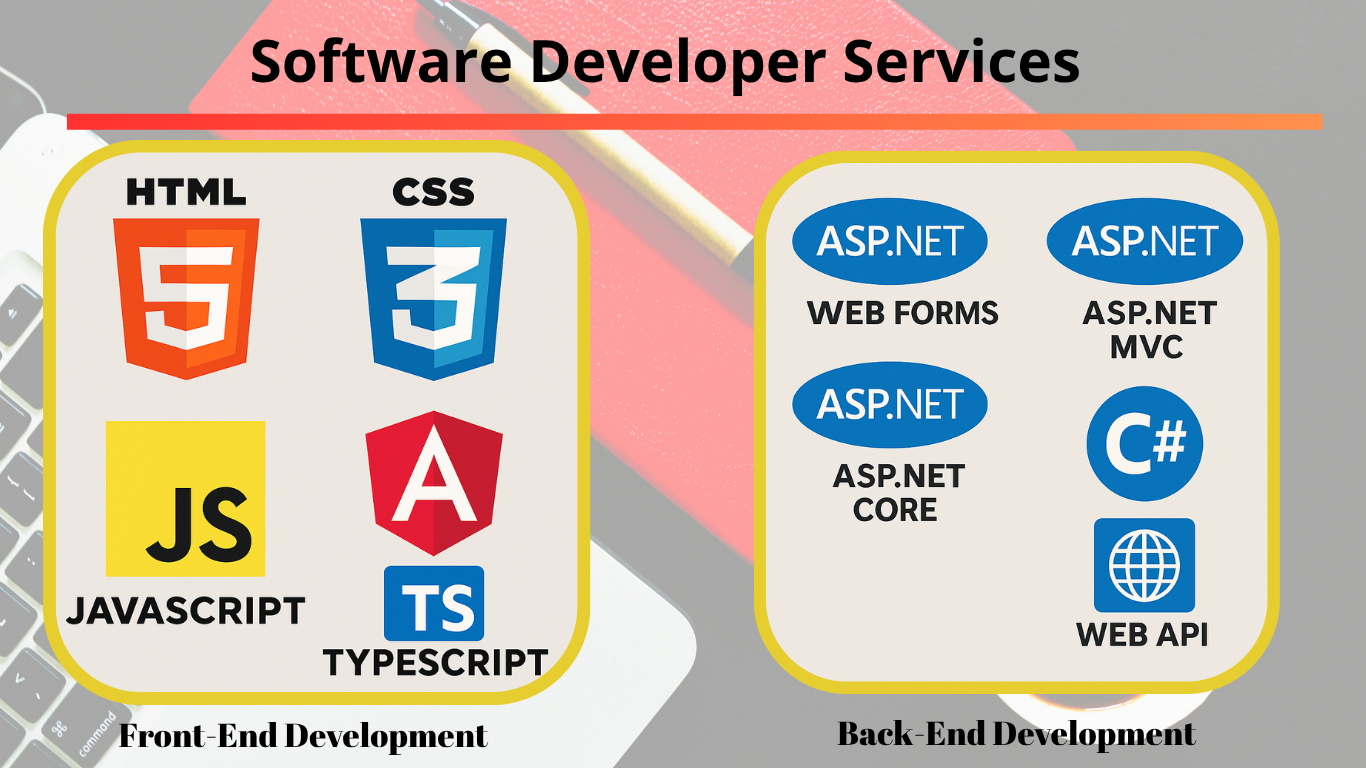 Software Developer Services
HTML
CSS
5
3
JS
A
JAVASCRIPT
TS
TYPESCRIPT
Front-End Development
ASP.NET
ASP.NET
WEB FORMS
ASP.NET
MVC
ASP.NET
ASP.NET
CORE
C#
WEB API
Back-End Development
⌘
command